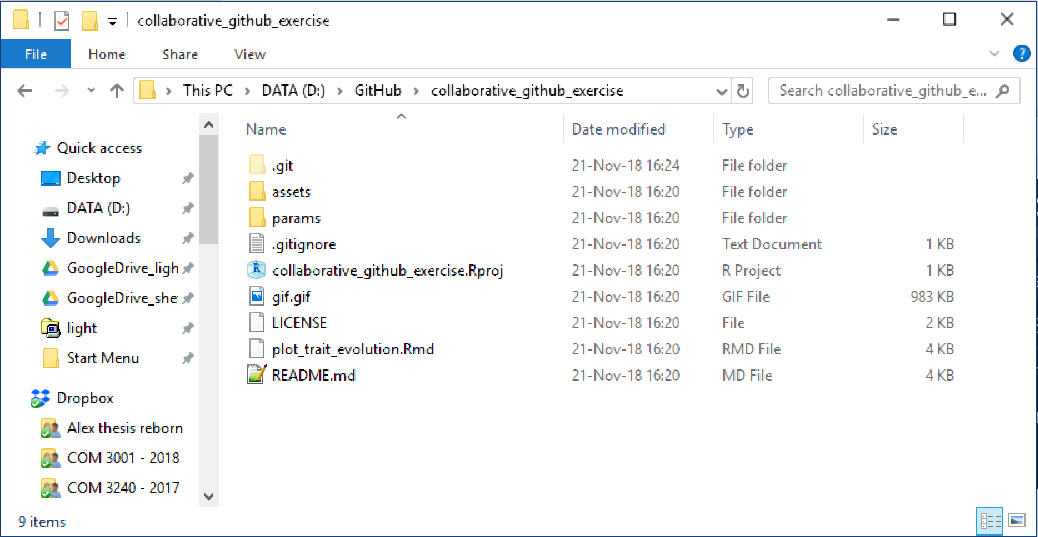 collaborative_github_exercise
File Home Share View
This PC DATA (D:) GitHub collaborative_github_exercise Search collaborative_github_e...
Name Date modified Type Size
Quick access
Desktop
DATA (D:)
Downloads
GoogleDrive_ligh
GoogleDrive_she
light
Start Menu
Dropbox
Alex thesis reborn
COM 3001 - 2018
COM 3240 - 2017
.git 21-Nov-18 16:24 File folder
assets 21-Nov-18 16:20 File folder
params 21-Nov-18 16:20 File folder
.gitignore 21-Nov-18 16:20 Text Document 1 KB
collaborative_github_exercise.Rproj 21-Nov-18 16:20 R Project 1 KB
gif.gif 21-Nov-18 16:20 GIF File 983 KB
LICENSE 21-Nov-18 16:20 File 2 KB
plot_trait_evolution.Rmd 21-Nov-18 16:20 RMD File 4 KB
README.md 21-Nov-18 16:20 MD File 4 KB
9 items